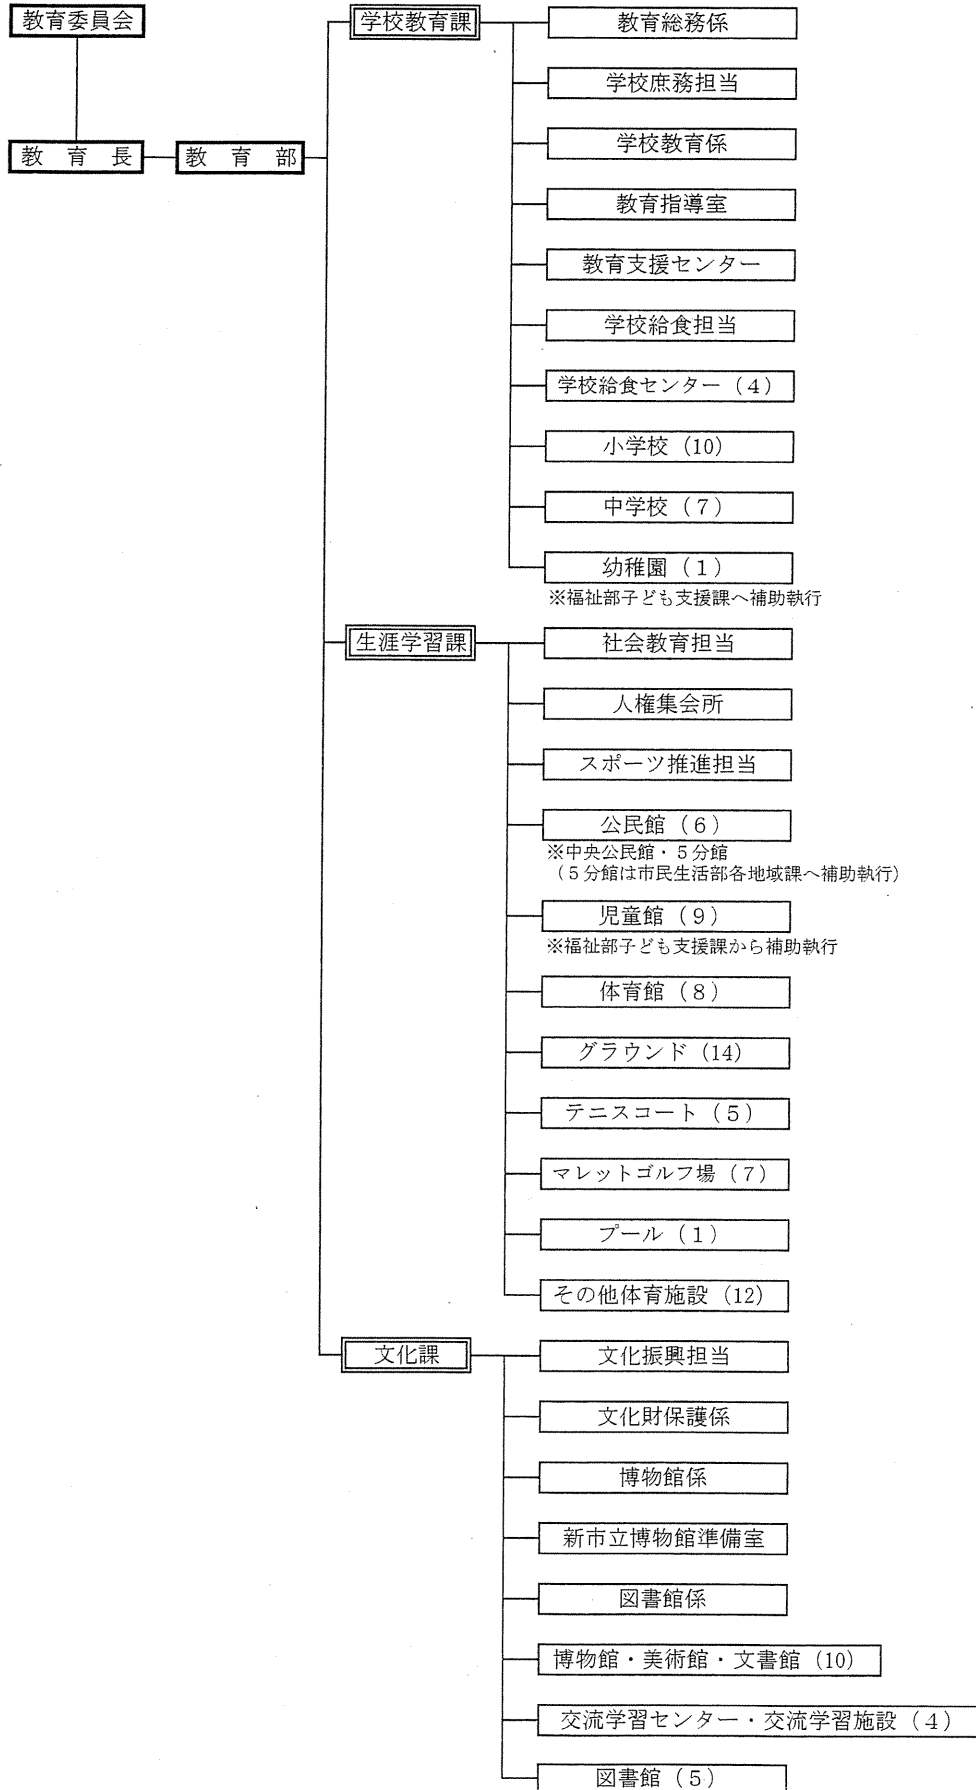 教育委員会
教　育　長
教　育　部
学校教育課
教育総務係
学校庶務担当
学校教育係
教育指導室
教育支援センター
学校給食担当
学校給食センター（４）
小学校（10）
中学校（７）
幼稚園（１）
※福祉部子ども支援課へ補助執行
生涯学習課
社会教育担当
人権集会所
スポーツ推進担当
公民館（６）
※中央公民館・５分館
（５分館は市民生活部各地域課へ補助執行）
児童館（９）
※福祉部子ども支援課から補助執行
体育館（８）
グラウンド（14）
テニスコート（５）
マレットゴルフ場（７）
プール（１）
その他体育施設（12）
文化課
文化振興担当
文化財保護係
博物館係
新市立博物館準備室
図書館係
博物館・美術館・文書館（10）
交流学習センター・交流学習施設（４）
図書館（５）